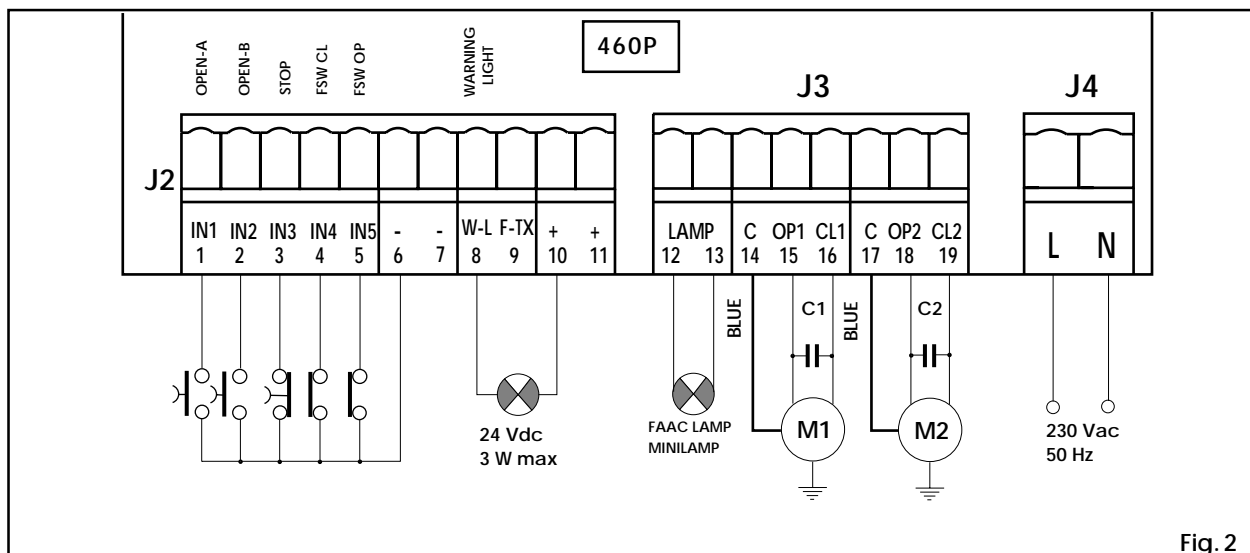 460P
OPEN-A
OPEN-B
STOP
FSW CL
FSW OP
WARNING
LIGHT
J3
J4
J2
IN1 IN2 IN3 IN4 IN5 - - W-L F-TX + +
1 2 3 4 5 6 7 8 9 10 11
LAMP C OP1 CL1 C OP2 CL2
12 13 14 15 16 17 18 19
L N
BLUE
C1
BLUE
C2
24 Vdc
3 W max
FAAC LAMP
MINILAMP
M1
M2
230 Vac
50 Hz
Fig. 2